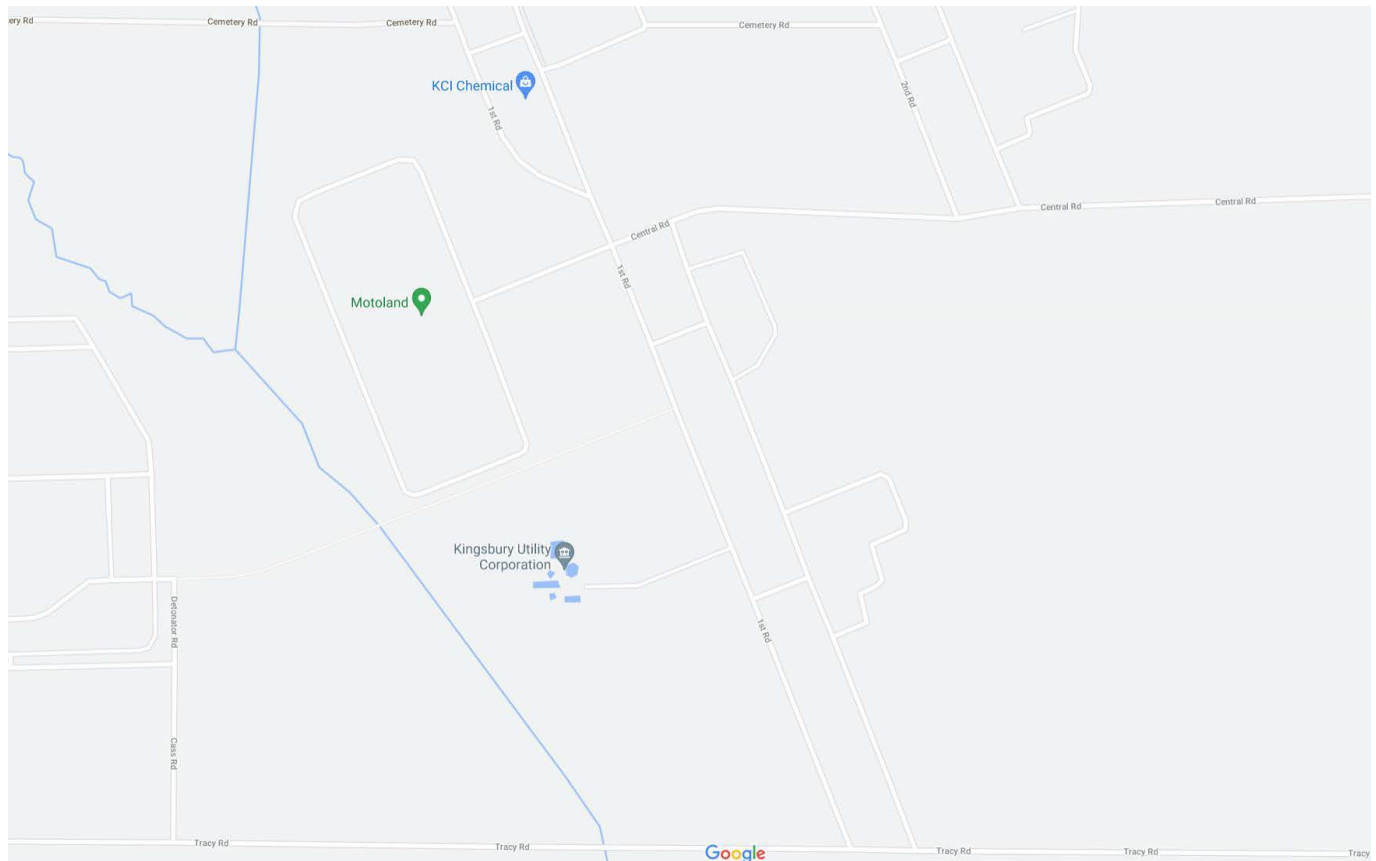 ery Rd
Cemetery Rd
Cemetery Rd
Cemetery Rd
KCI Chemical
2nd Rd
1st Rd
Central Rd
Central Rd
Central Rd
1st Rd
Motoland
Kingsbury Utility
Corporation
Detonator Rd
1st Rd
Cass Rd
Tracy Rd
Tracy Rd
Google
Tracy Rd
Tracy Rd
Tracy